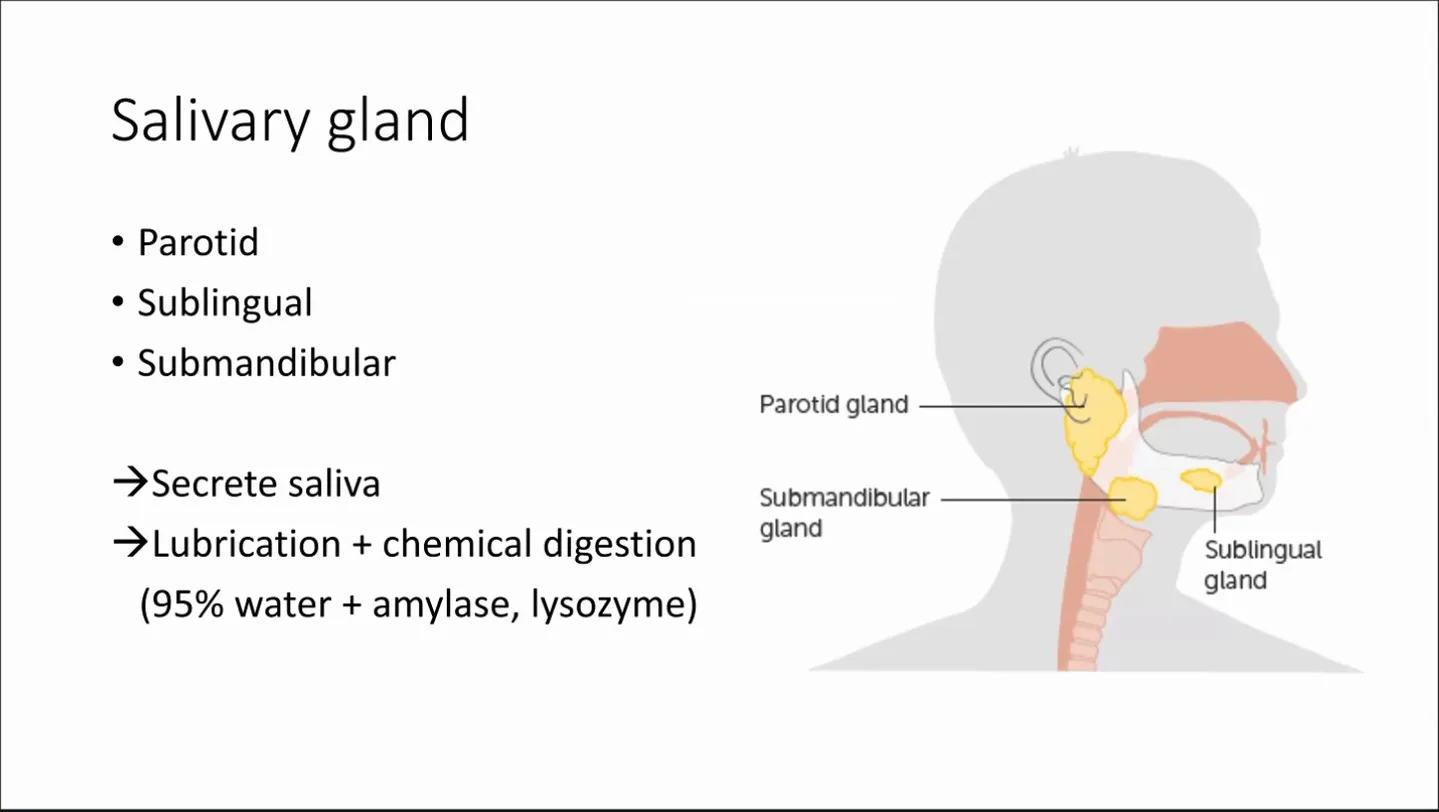 Salivary gland
• Parotid
• Sublingual
• Submandibular
→Secrete saliva
→Lubrication + chemical digestion
(95% water + amylase, lysozyme)
Parotid gland
Submandibular
gland
Sublingual
gland